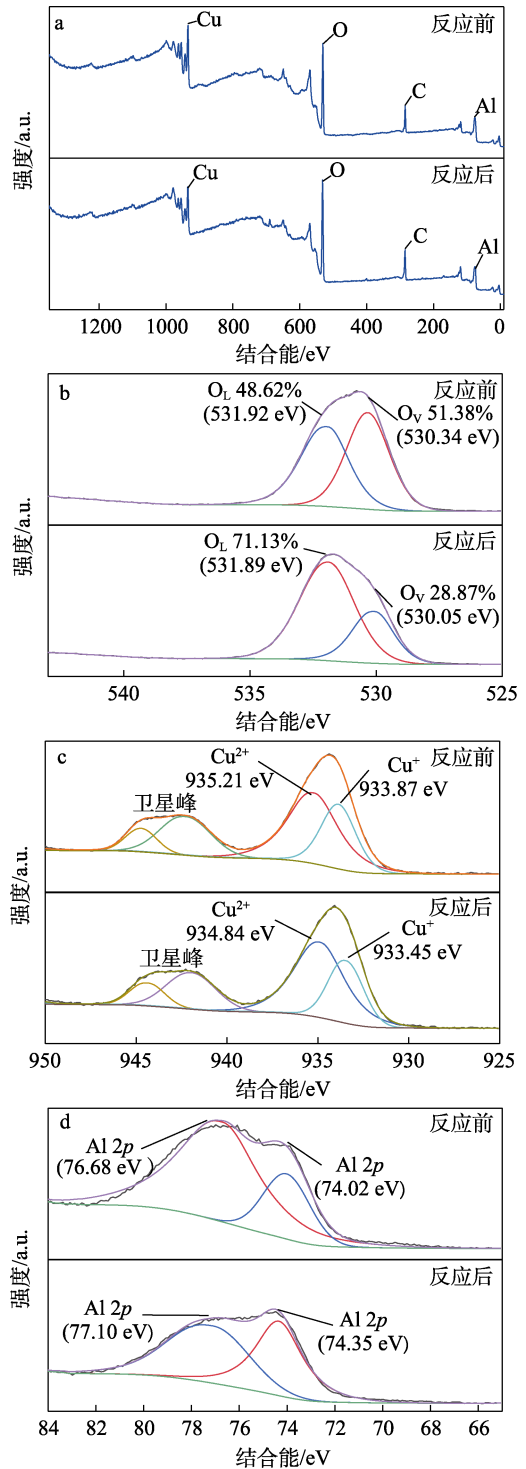 a
Cu
O
反应前
C
Al
反应后
Cu
O
C
Al
强度/a.u.
1200 1000 800 600 400 200 0
结合能/eV
b
O_L 48.62%
(531.92 eV)
反应前
O_V 51.38%
(530.34 eV)
O_L 71.13%
(531.89 eV)
反应后
O_V 28.87%
(530.05 eV)
强度/a.u.
540 535 530 525
结合能/eV
c
Cu²⁺
935.21 eV
反应前
Cu⁺
933.87 eV
卫星峰
Cu²⁺
934.84 eV
反应后
Cu⁺
933.45 eV
卫星峰
强度/a.u.
950 945 940 935 930 925
结合能/eV
d
反应前
Al 2p
(76.68 eV)
Al 2p
(74.02 eV)
反应后
Al 2p
(77.10 eV)
Al 2p
(74.35 eV)
强度/a.u.
84 82 80 78 76 74 72 70 68 66
结合能/eV